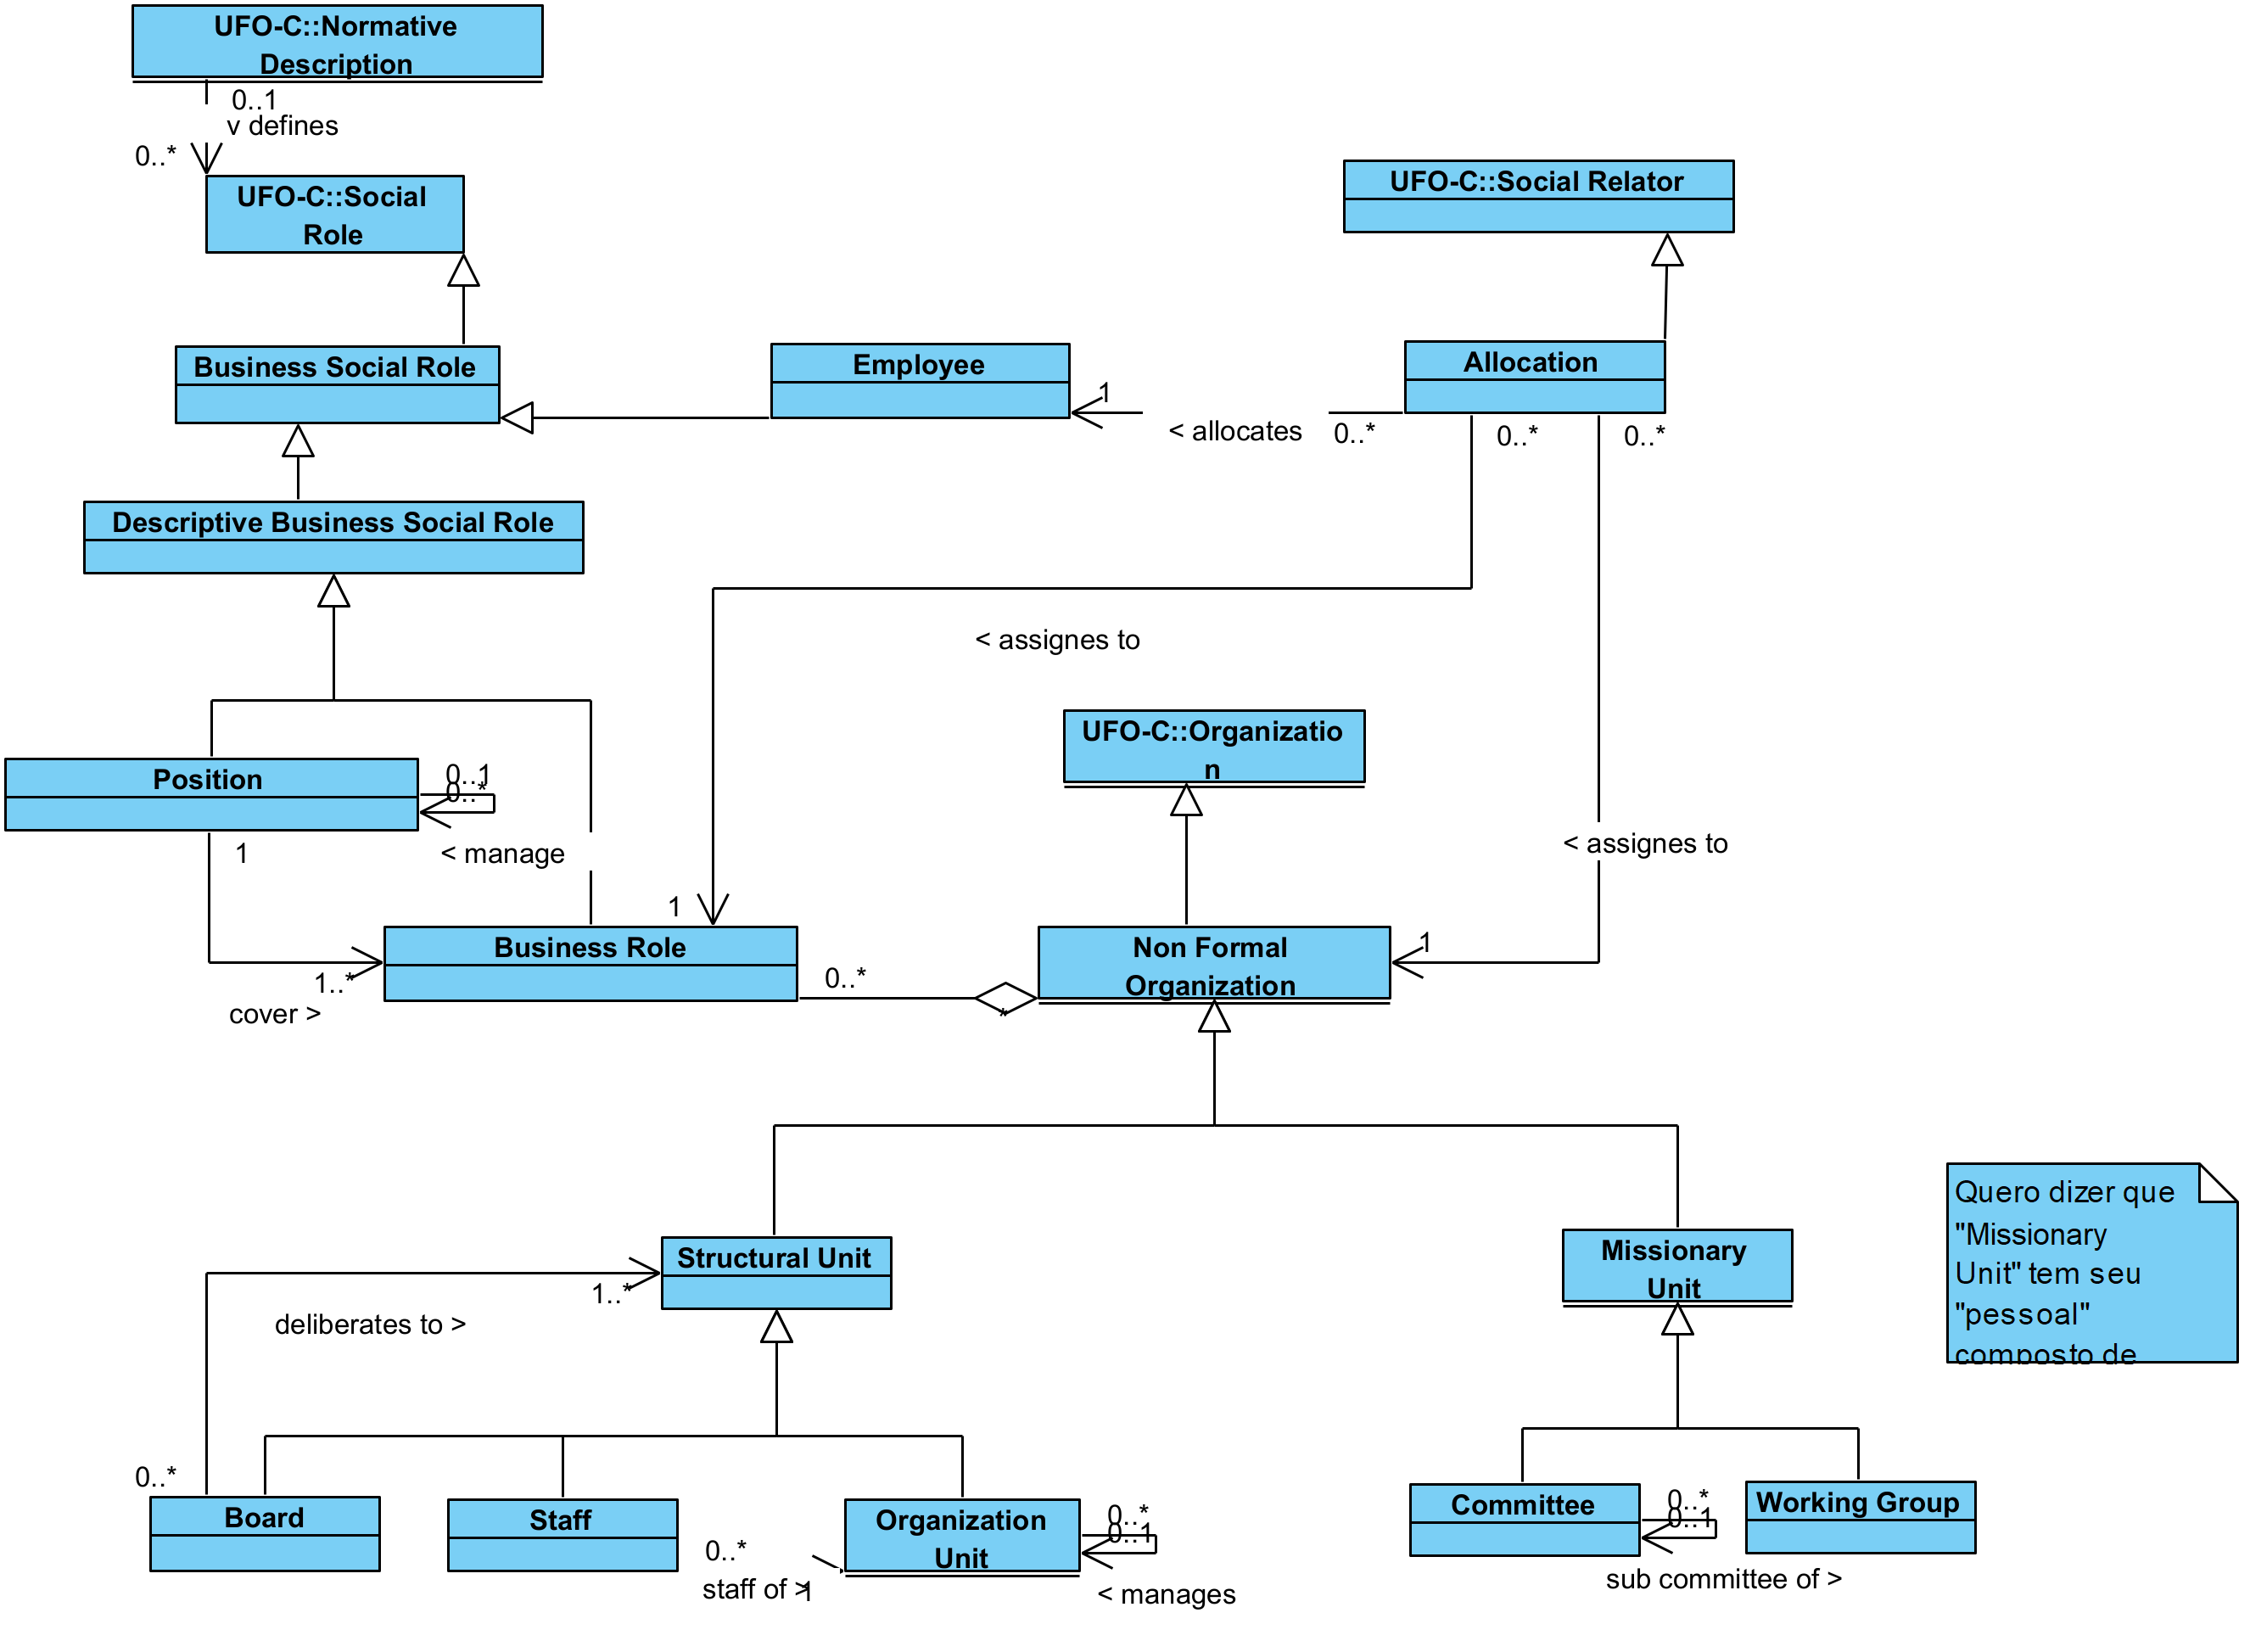 UFO-C::Normative
Description
0..1
v defines
0..*
UFO-C::Social
Role
UFO-C::Social Relator
Business Social Role
Employee
Allocation
1
< allocates
0..*
0..*
0..*
Descriptive Business Social Role
< assignes to
UFO-C::Organizatio
n
Position
0..1
0..*
< manage
1
< assignes to
1
Business Role
Non Formal
Organization
1
1..*
cover >
0..*
*
Structural Unit
1..*
deliberates to >
Missionary
Unit
Quero dizer que
"Missionary
Unit" tem seu
"pessoal"
composto de
0..*
Board
Staff
Organization
Unit
0..*
0..1
0..*
staff of >
1
< manages
Committee
0..*
0..1
Working Group
sub committee of >